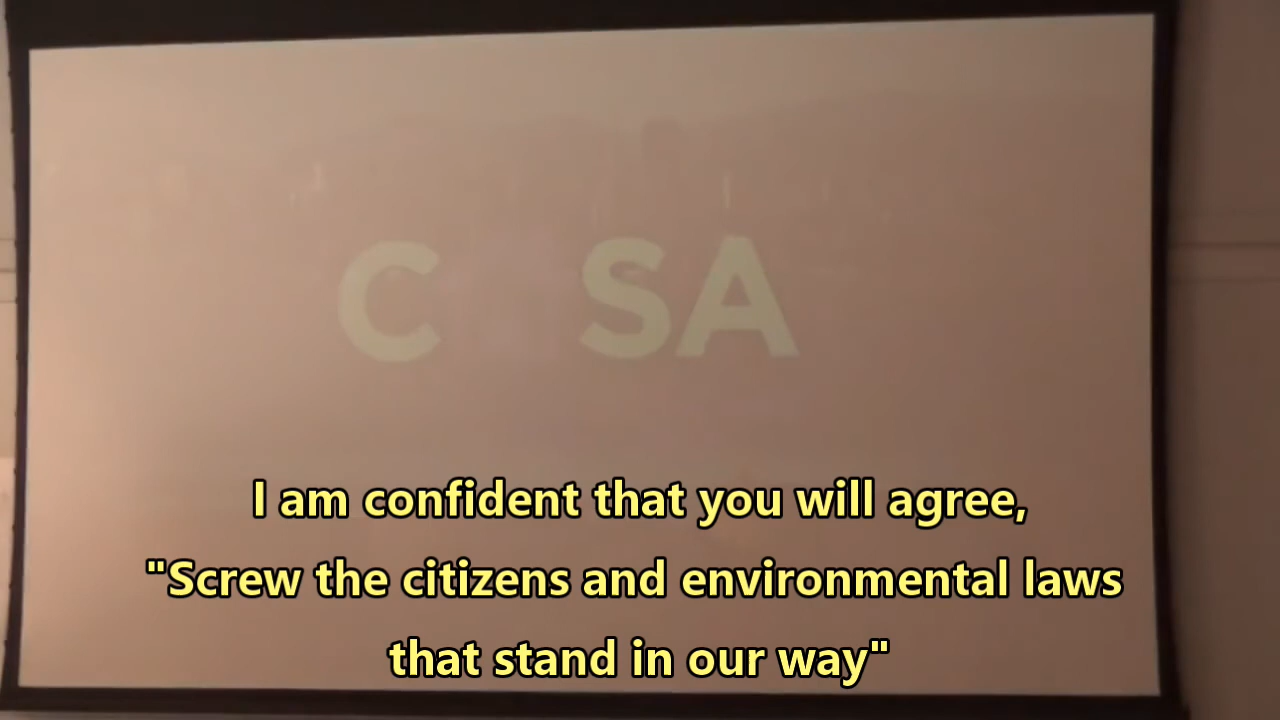 C SA
I am confident that you will agree,
"Screw the citizens and environmental laws
that stand in our way"